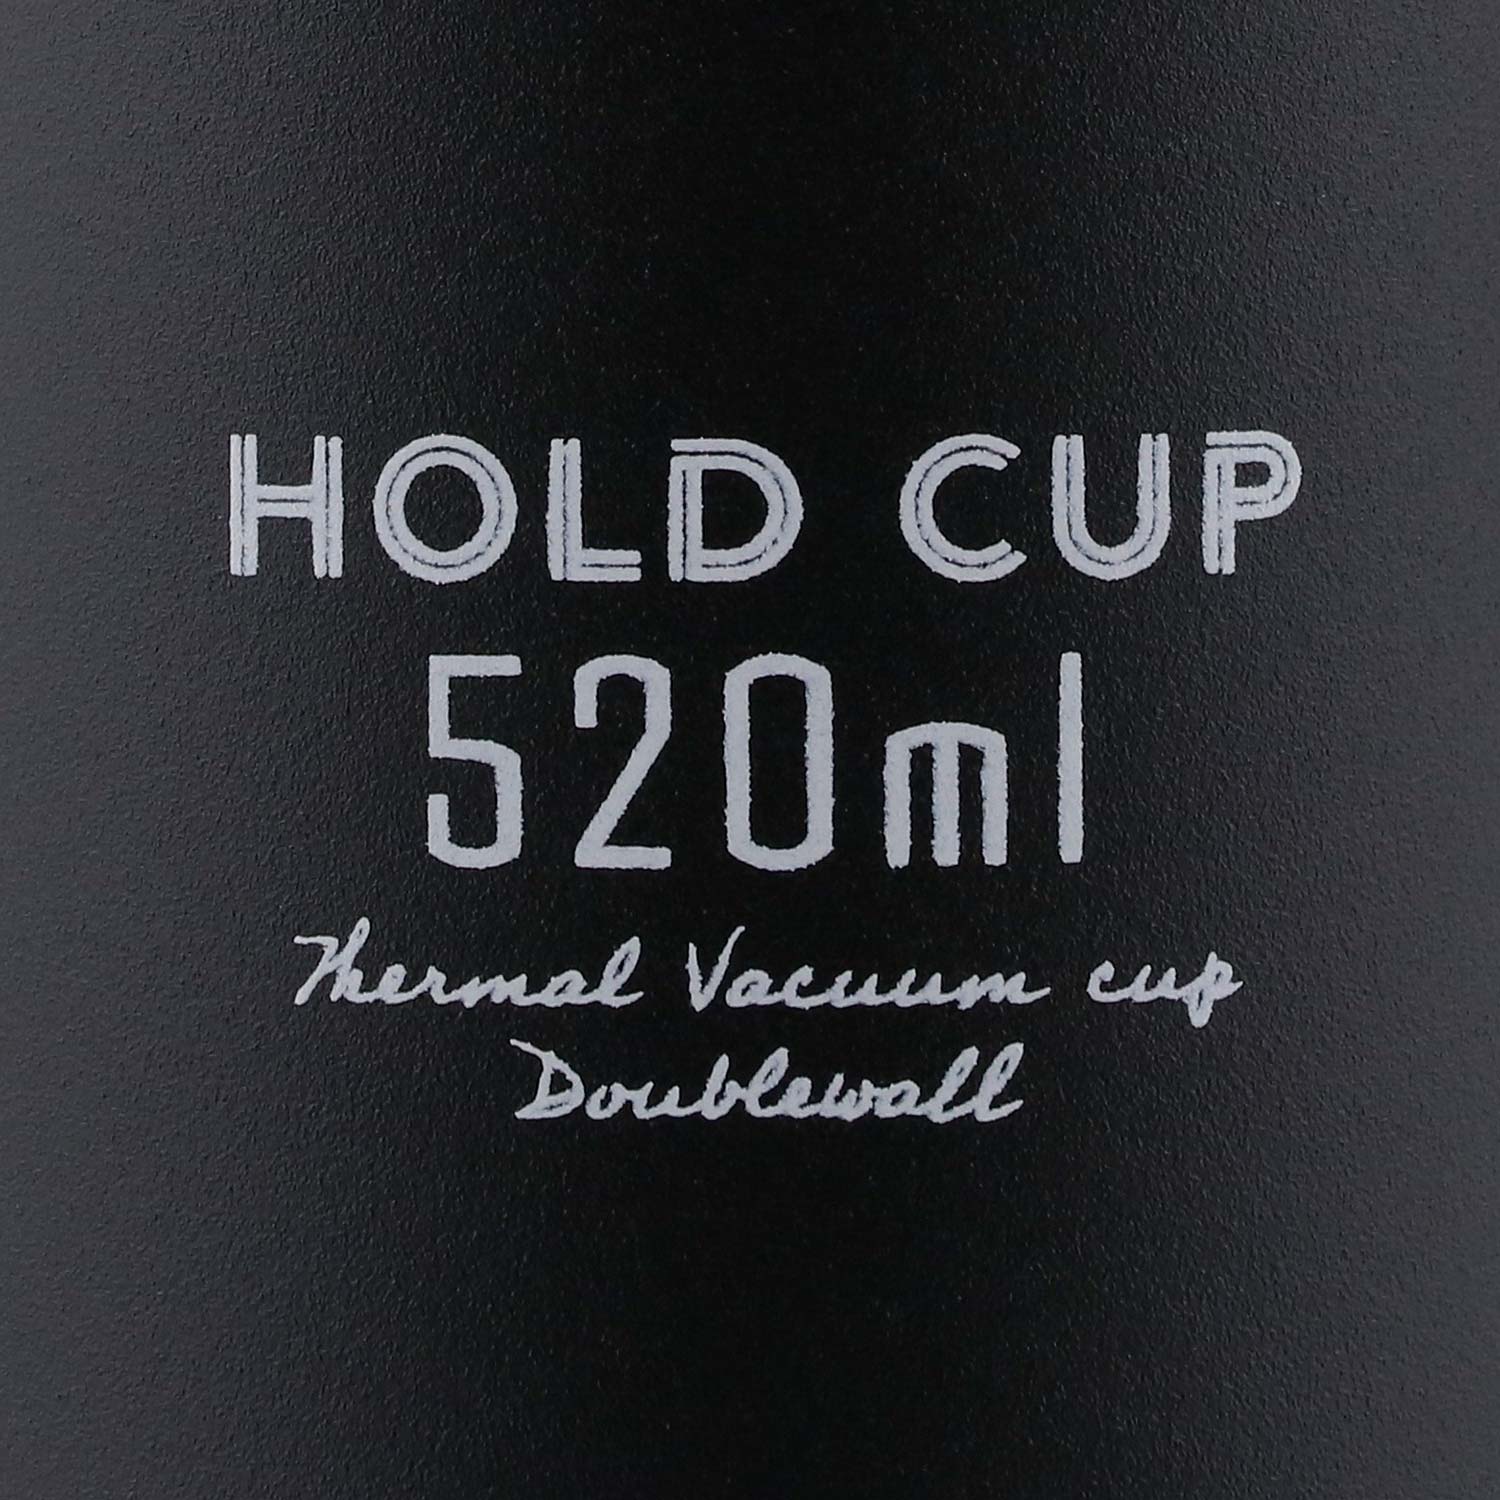 HOLD CUP
520ml
Thermal Vacuum cup
Doublewall